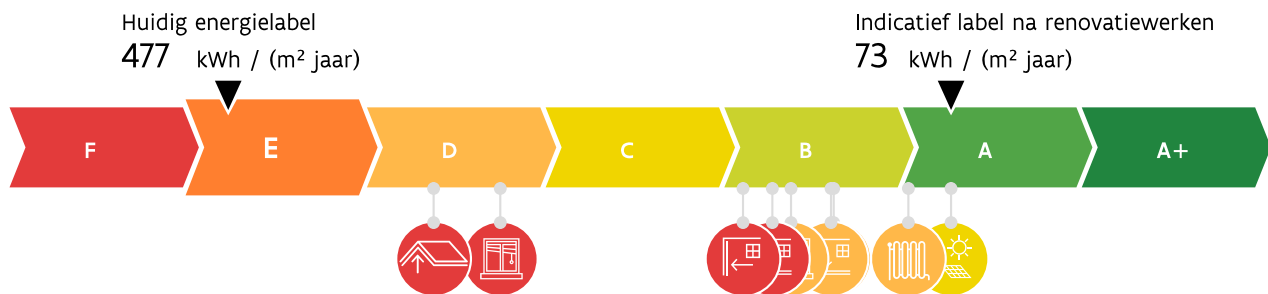 Huidig energielabel
477 kWh / (m² jaar)
Indicatief label na renovatiewerken
73 kWh / (m² jaar)
F E D C B A A+